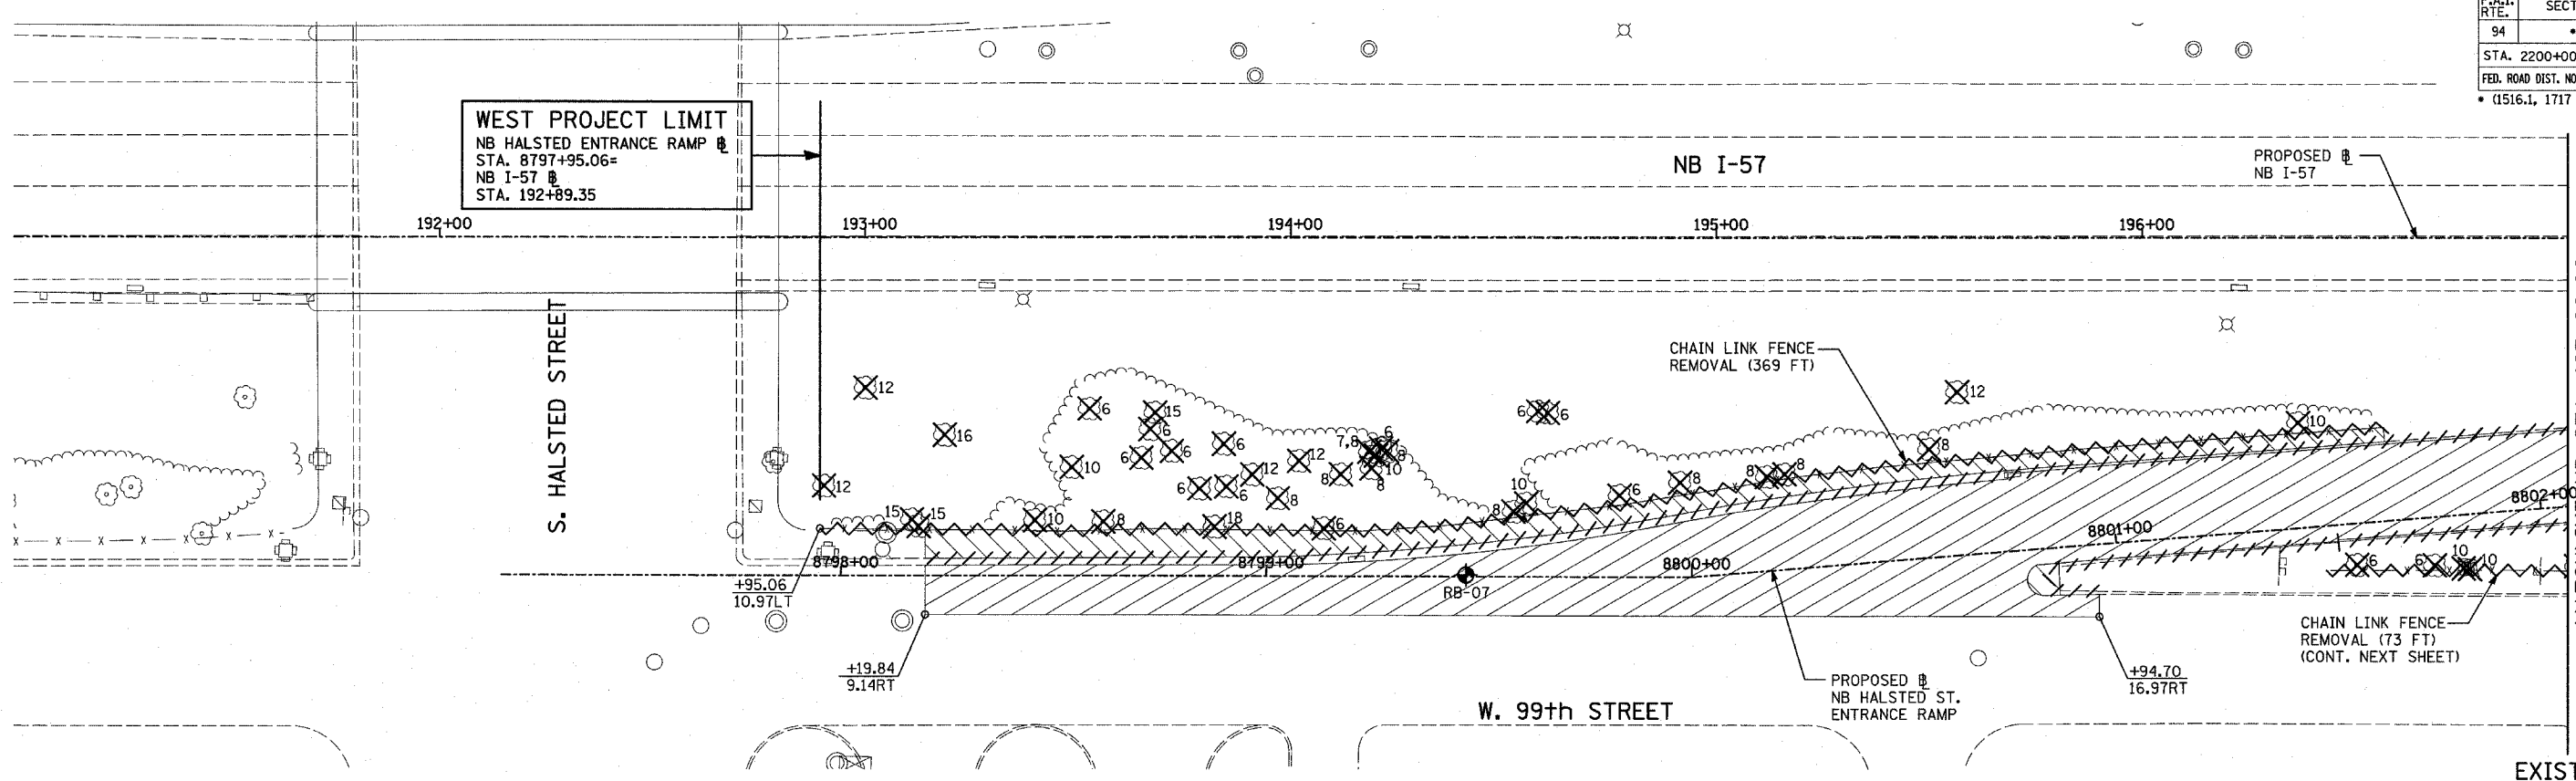 F.A.I.
RTE.
SECT
94
•
STA. 2200+00
FED. ROAD DIST. NO
• (1516.1, 1717
WEST PROJECT LIMIT
NB HALSTED ENTRANCE RAMP BL
STA. 8797+95.06=
NB I-57 BL
STA. 192+89.35
NB I-57
PROPOSED BL
NB I-57
192+00
193+00
194+00
195+00
196+00
S. HALSTED STREET
CHAIN LINK FENCE
REMOVAL (369 FT)
12
16
12
15
15
10
10
6
15
6
6
6
6
6
12
8
12
8
7,8
6
8
10
8
8
18
6
6
6
10
8
6
8
8
8
8
12
10
8798+00
8799+00
8800+00
8801+00
8802+00
RB-07
+95.06
10.97LT
+19.84
9.14RT
+94.70
16.97RT
6
6
10
10
CHAIN LINK FENCE
REMOVAL (73 FT)
(CONT. NEXT SHEET)
PROPOSED BL
NB HALSTED ST.
ENTRANCE RAMP
W. 99th STREET
EXIST